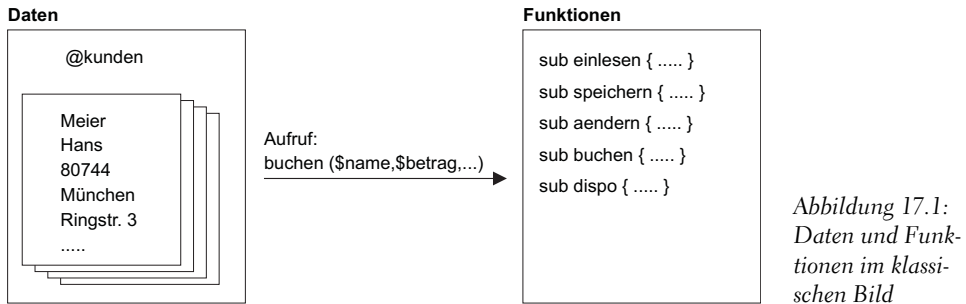 Daten
@kunden
Meier
Hans
80744
München
Ringstr. 3
.....
Aufruf:
buchen ($name,$betrag,...)
Funktionen
sub einlesen { ..... }
sub speichern { ..... }
sub aendern { ..... }
sub buchen { ..... }
sub dispo { ..... }
Abbildung 17.1:
Daten und Funk-
tionen im klassi-
schen Bild